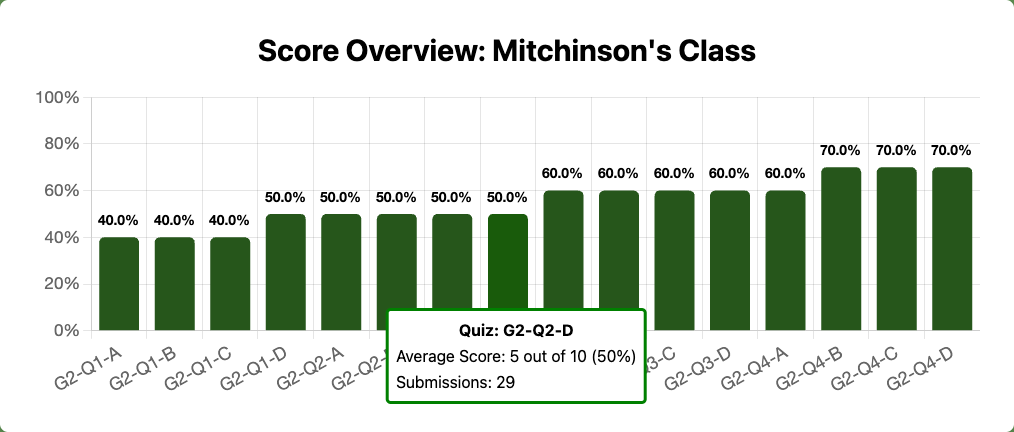 Score Overview: Mitchinson's Class
100%
80%
60%
40%
20%
0%
40.0%
40.0%
40.0%
50.0%
50.0%
50.0%
50.0%
50.0%
60.0%
60.0%
60.0%
60.0%
60.0%
70.0%
70.0%
70.0%
G2-Q1-A
G2-Q1-B
G2-Q1-C
G2-Q1-D
G2-Q2-A
Quiz: G2-Q2-D
Average Score: 5 out of 10 (50%)
Submissions: 29
G2-Q3-D
G2-Q4-A
G2-Q4-B
G2-Q4-C
G2-Q4-D